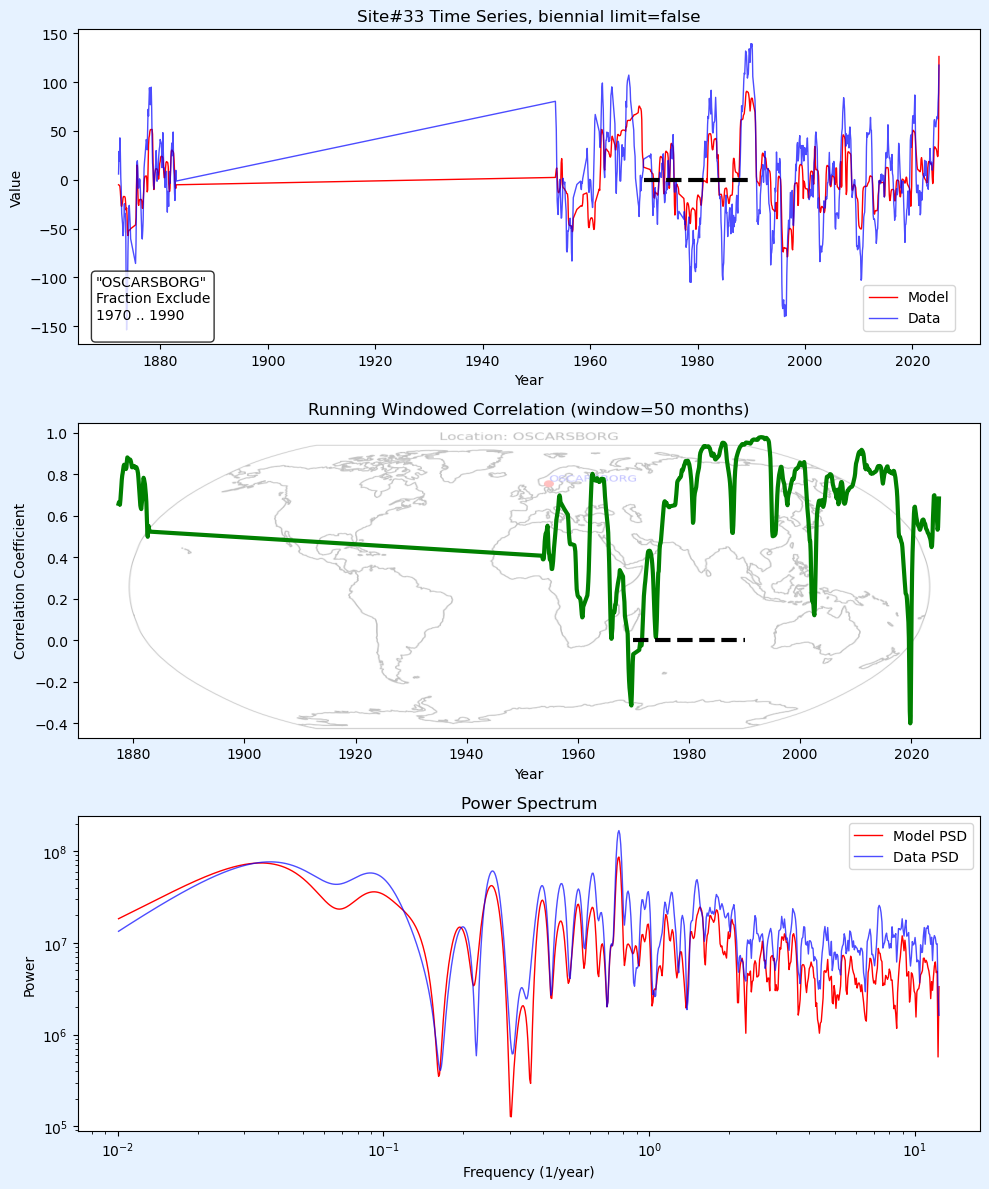 Site#33 Time Series, biennial limit=false
150
100
50
0
−50
−100
−150
Value
"OSCARSBORG"
Fraction Exclude
1970 .. 1990
Model
Data
1880
1900
1920
1940
1960
1980
2000
2020
Year
Running Windowed Correlation (window=50 months)
Location: OSCARSBORG
OSCARSBORG
1.0
0.8
0.6
0.4
0.2
0.0
−0.2
−0.4
Correlation Coefficient
1880
1900
1920
1940
1960
1980
2000
2020
Year
Power Spectrum
Model PSD
Data PSD
10⁸
10⁷
10⁶
10⁵
Power
10⁻²
10⁻¹
10⁰
10¹
Frequency (1/year)